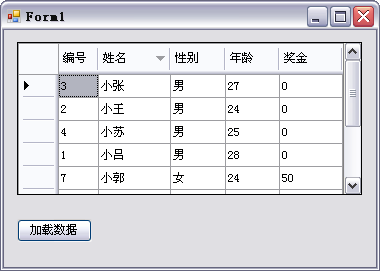 Form1
编号 姓名 性别 年龄 奖金
3 小张 男 27 0
2 小王 男 24 0
4 小苏 男 25 0
1 小吕 男 28 0
7 小郭 女 24 50
加载数据